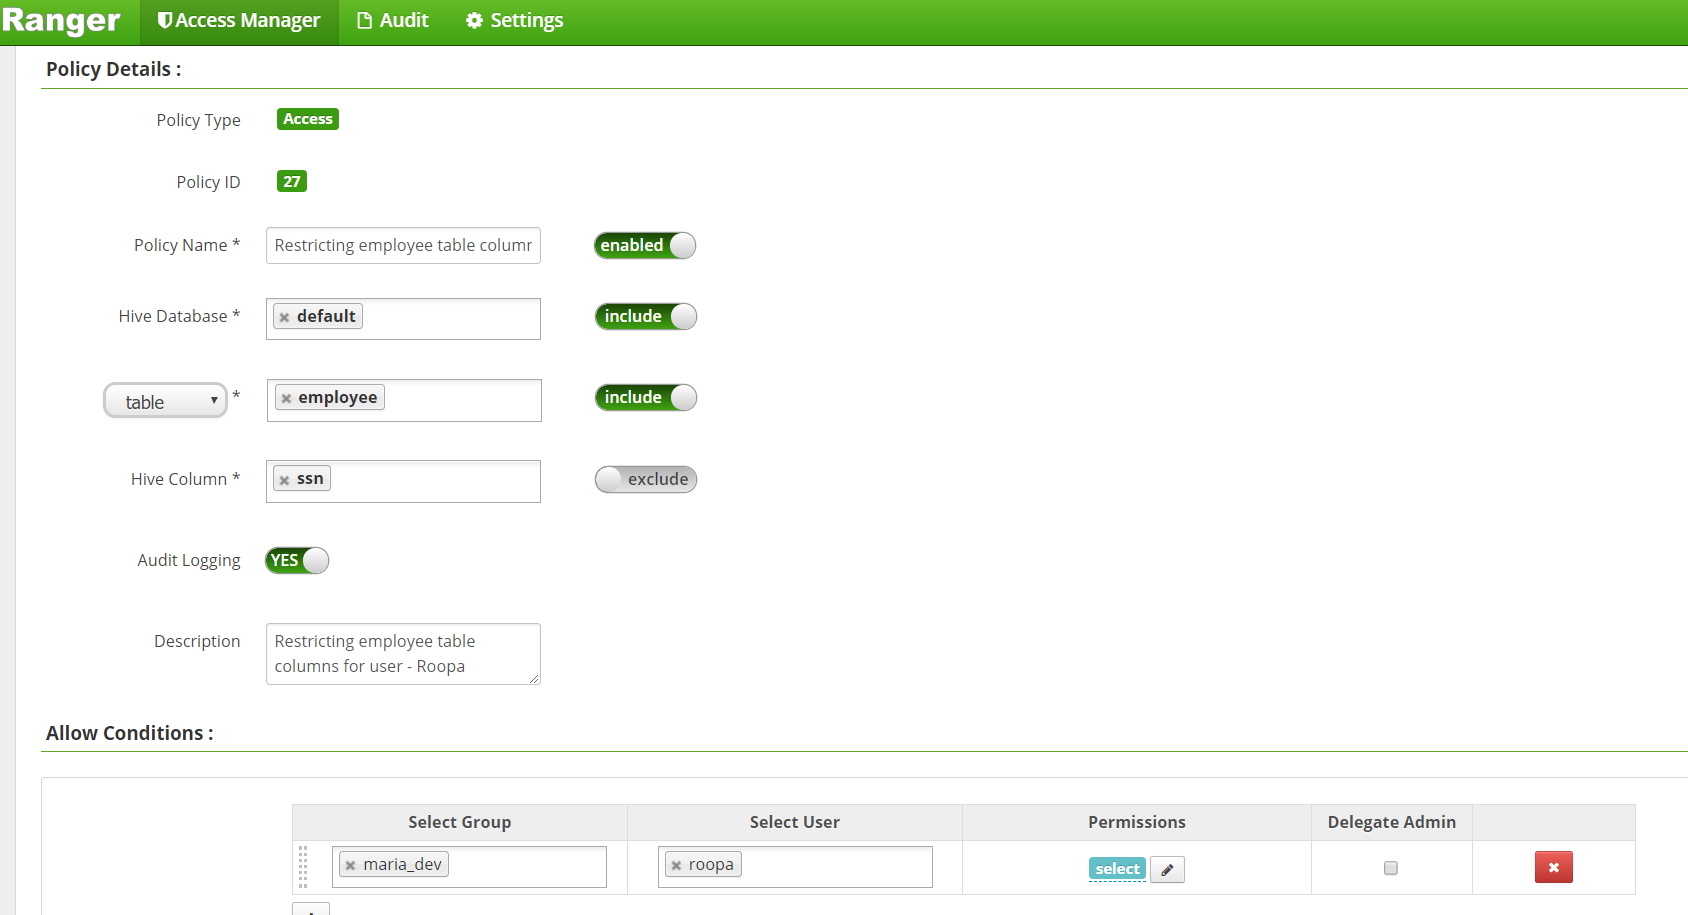 Ranger Access Manager Audit Settings
Policy Details :
Policy Type Access
Policy ID 27
Policy Name * Restricting employee table column enabled
Hive Database * × default include
table * × employee include
Hive Column * × ssn exclude
Audit Logging YES
Description Restricting employee table
columns for user - Roopa
Allow Conditions :
Select Group Select User Permissions Delegate Admin
× maria_dev × roopa select ×